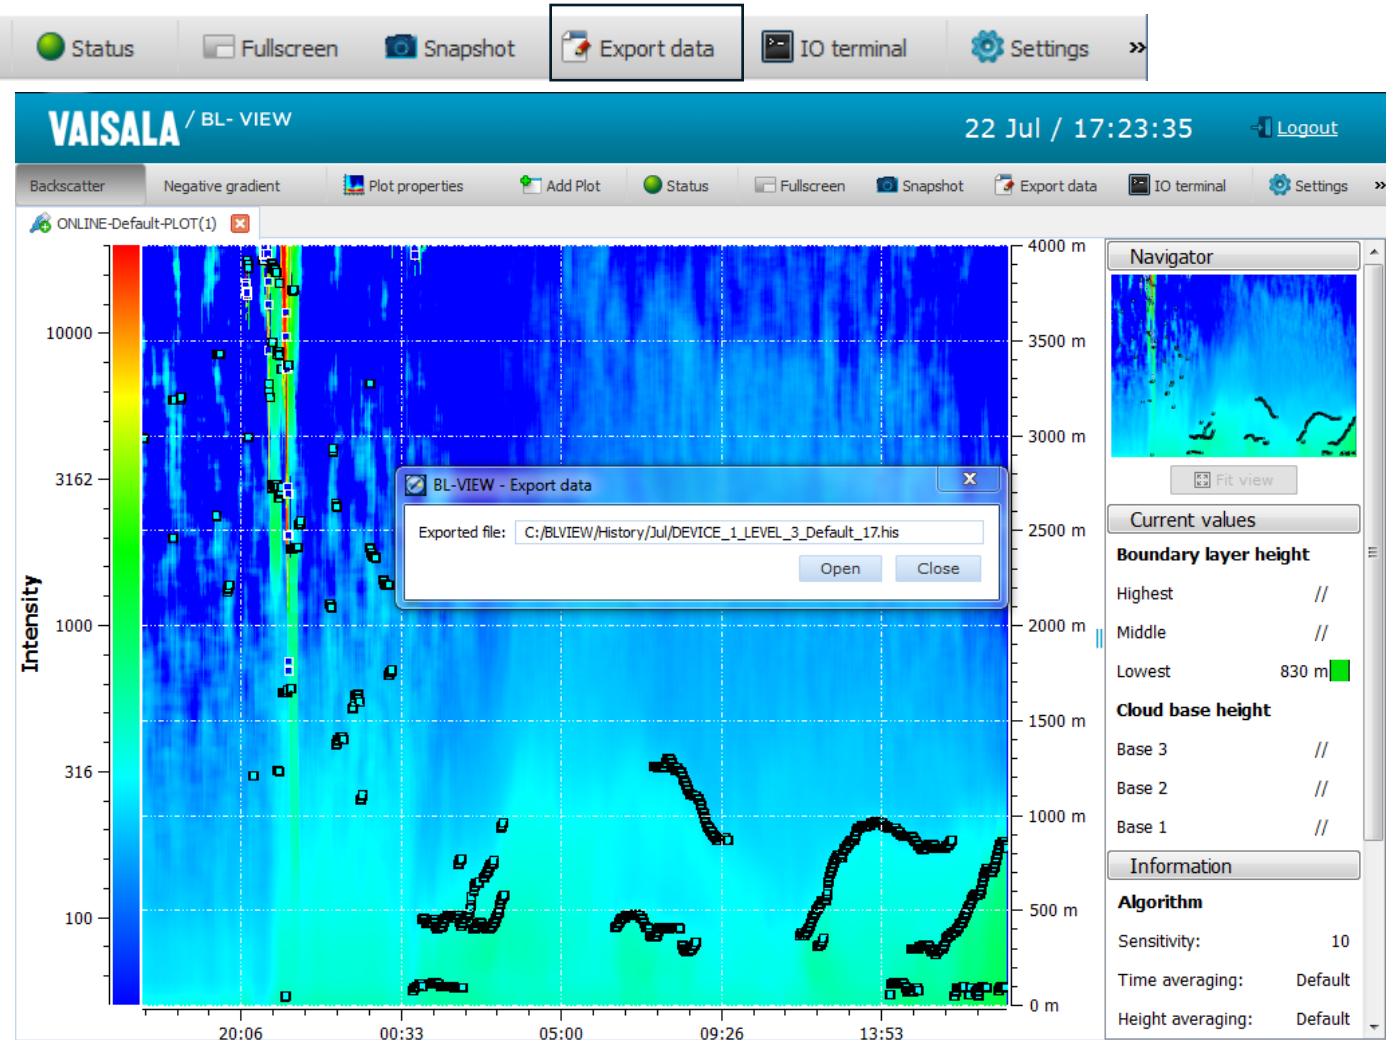 Status Fullscreen Snapshot Export data IO terminal Settings »
VAISALA / BL- VIEW 22 Jul / 17:23:35 Logout
Backscatter Negative gradient Plot properties Add Plot Status Fullscreen Snapshot Export data IO terminal Settings »
ONLINE-Default-PLOT(1)
Intensity
10000
3162
1000
316
100
4000 m
3500 m
3000 m
2500 m
2000 m
1500 m
1000 m
500 m
0 m
20:06 00:33 05:00 09:26 13:53
BL-VIEW - Export data
Exported file: C:/BLVIEW/History/Jul/DEVICE_1_LEVEL_3_Default_17.his
Open Close
Navigator
Fit view
Current values
Boundary layer height
Highest //
Middle //
Lowest 830 m
Cloud base height
Base 3 //
Base 2 //
Base 1 //
Information
Algorithm
Sensitivity: 10
Time averaging: Default
Height averaging: Default